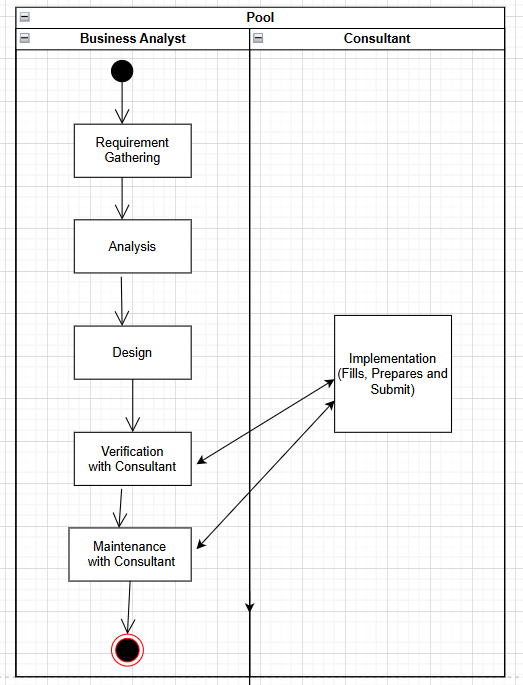 Pool
Business Analyst
Consultant
Requirement
Gathering
Analysis
Design
Implementation
(Fills, Prepares and
Submit)
Verification
with Consultant
Maintenance
with Consultant